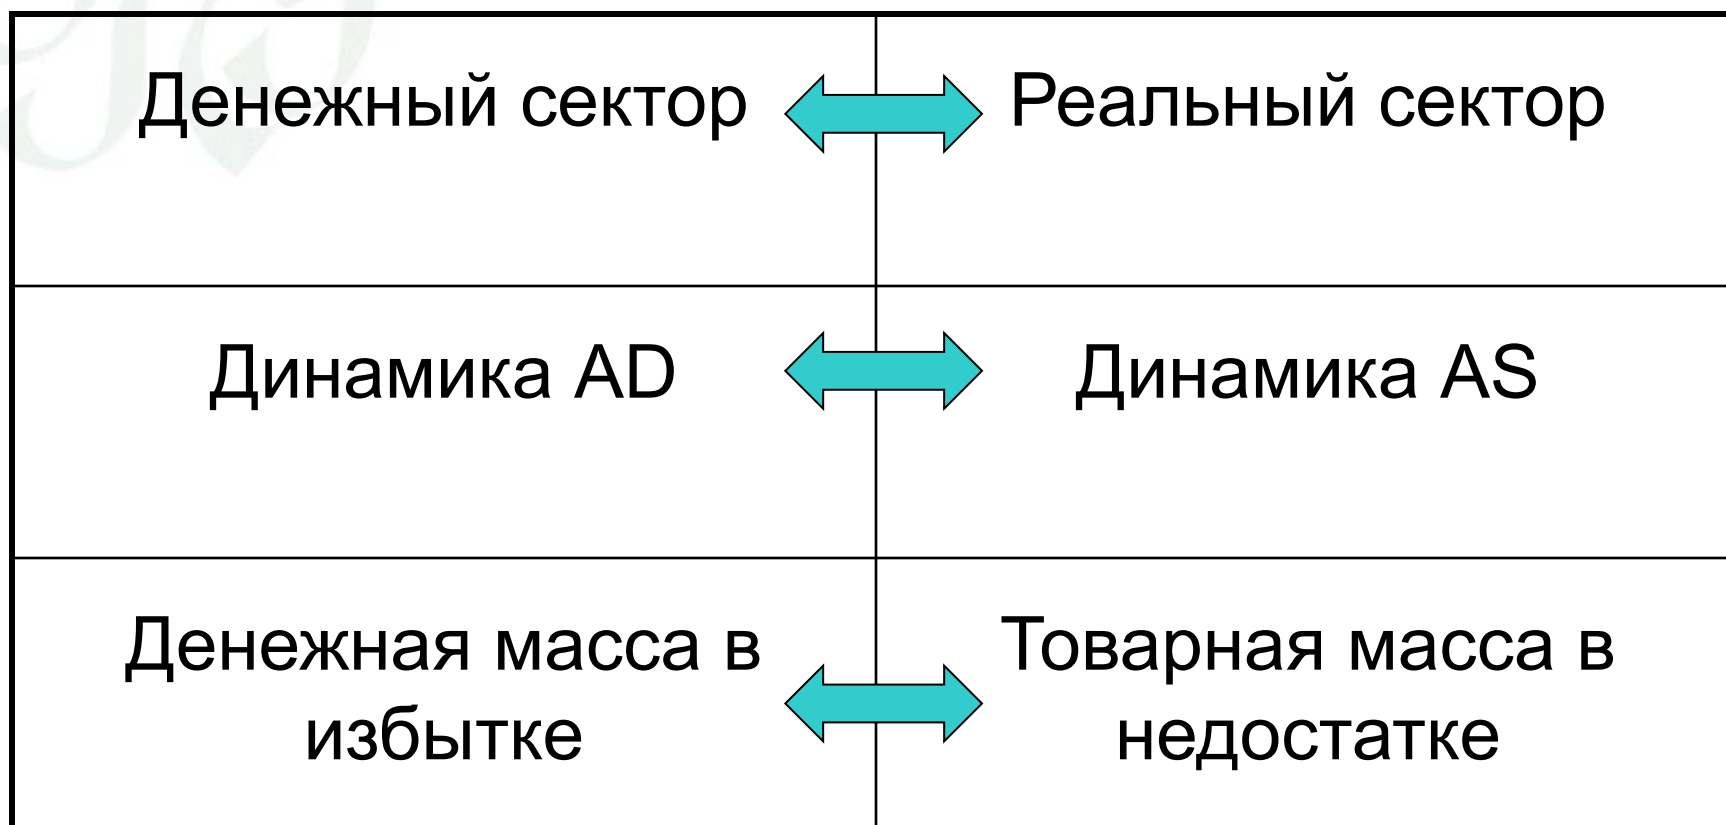 Денежный сектор
Реальный сектор
Динамика AD
Динамика AS
Денежная масса в
избытке
Товарная масса в
недостатке